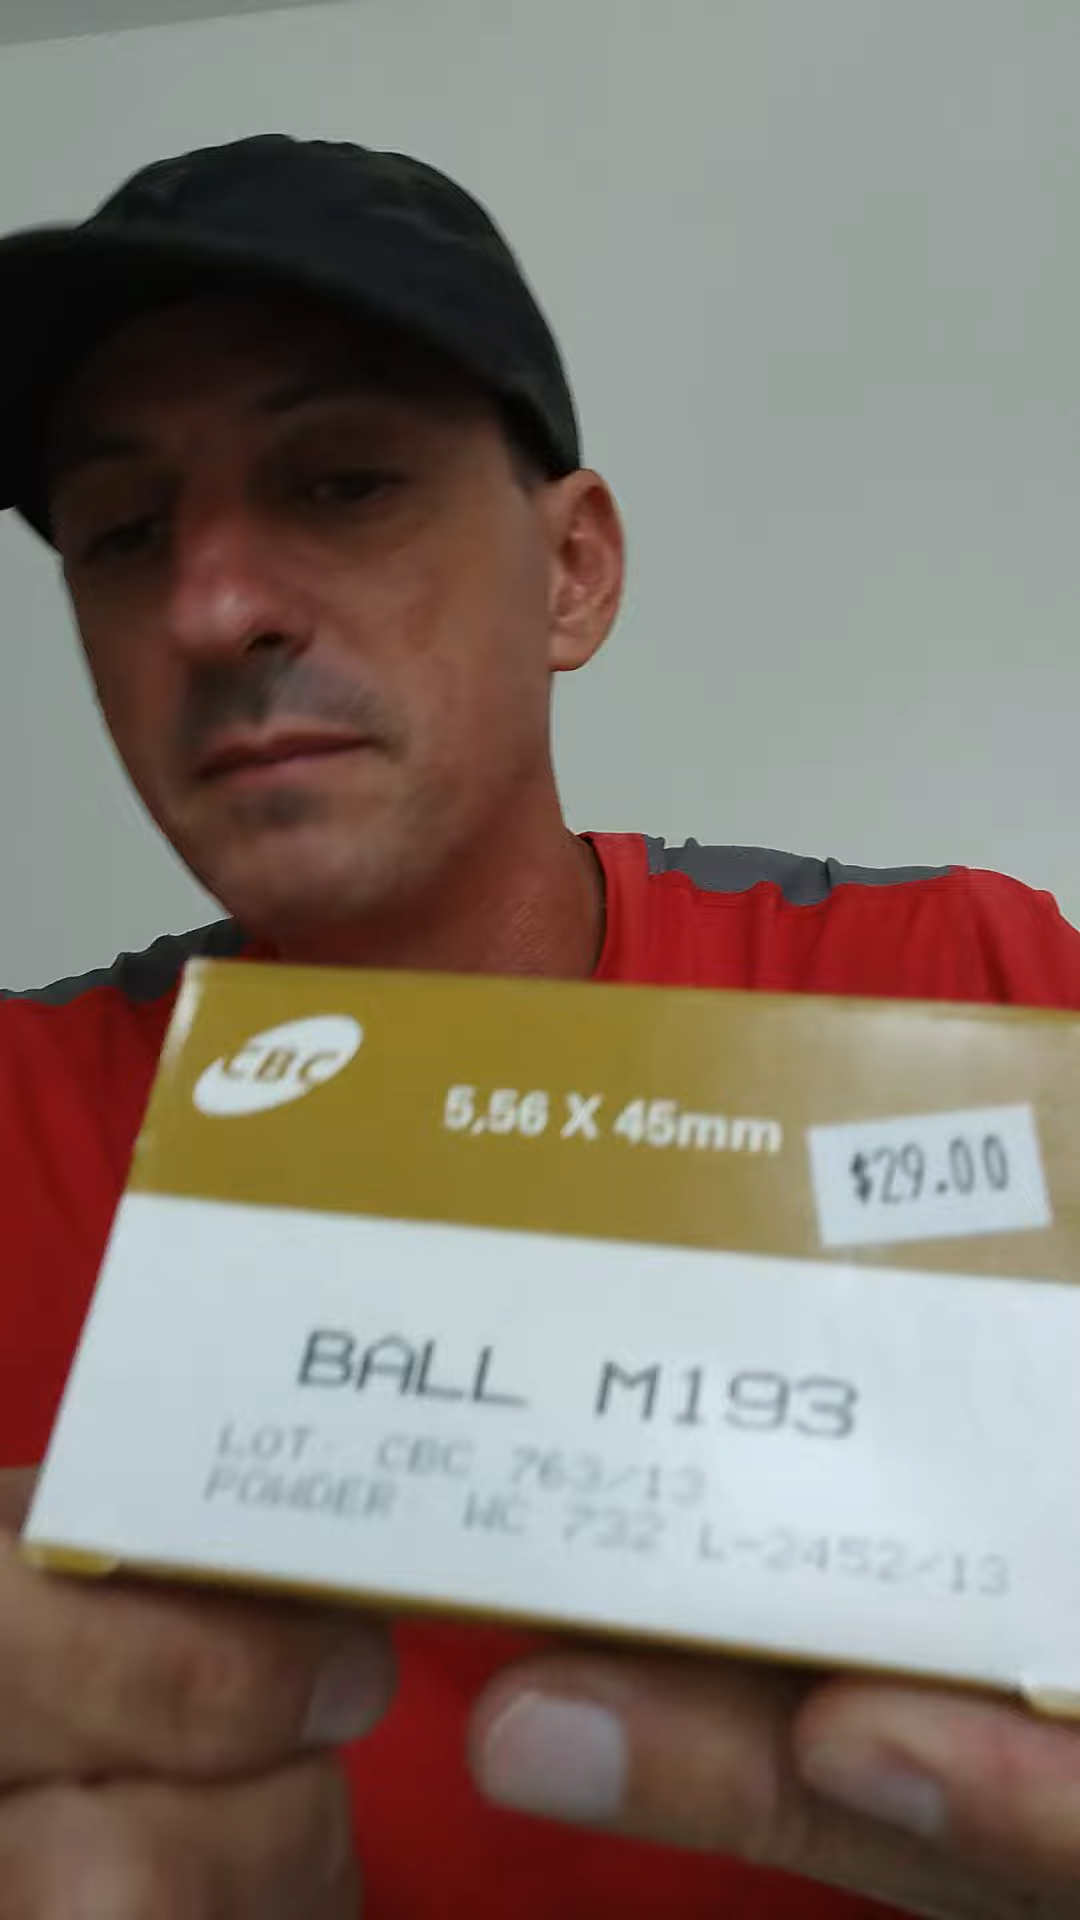 CBC
5,56 X 45mm
$29.00
BALL M193
LOT: CBC 763/13
POWDER: WC 732 L-2452/13